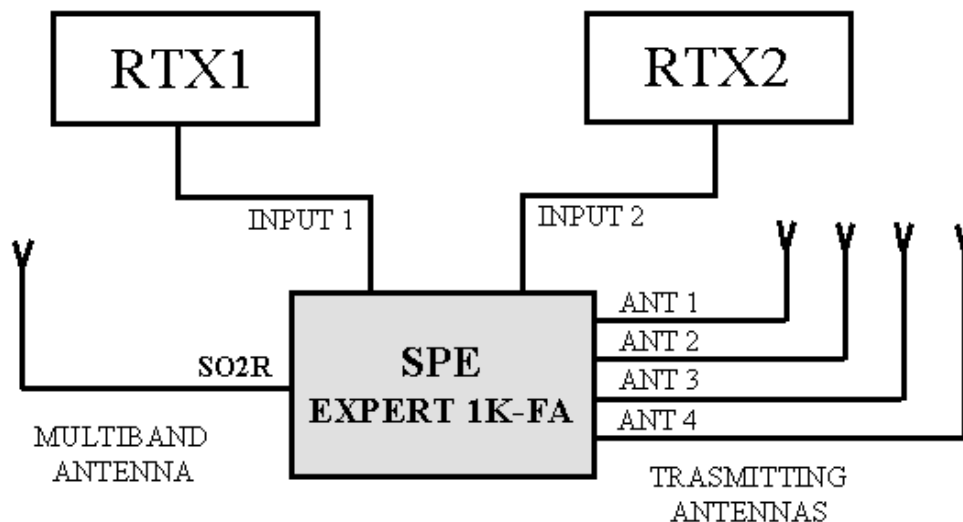 RTX1
RTX2
INPUT 1
INPUT 2
ANT 1
ANT 2
ANT 3
ANT 4
SO2R
SPE
EXPERT 1K-FA
MULTIBAND
ANTENNA
TRASMITTING
ANTENNAS